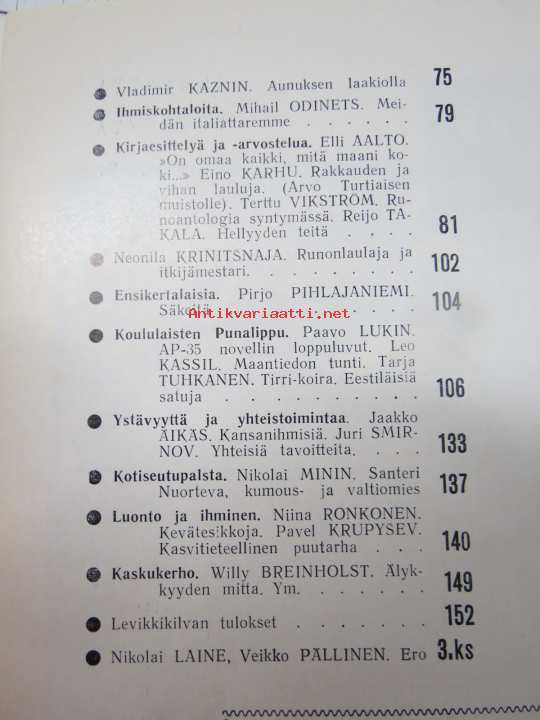 Vladimir KAZNIN. Aunuksen laakiolla 75
Ihmiskohtaloita. Mihail ODINETS. Mei-
dän italiattaremme . . . . . . 79
Kirjaesittelyä ja -arvostelua. Elli AALTO.
»On omaa kaikki, mitä maani ko-
ki...» Eino KARHU. Rakkauden ja
vihan lauluja. (Arvo Turtiaisen
muistolle). Terttu VIKSTRÖM. Ru-
noantologia syntymässä. Reijo TA-
KALA. Hellyyden teitä . . . . 81
Neonila KRINITSNAJA. Runonlaulaja ja
itkijämestari. . . . . . . . . 102
Ensikertalaisia. Pirjo PIHLAJANIEMI.
Säkeitä . . . . . . . 104
Antikvariaatti.net
Koululaisten Punalippu. Paavo LUKIN.
AP-35 novellin loppuluvut. Leo
KASSIL. Maantiedon tunti. Tarja
TUHKANEN. Tirri-koira. Eestiläisiä
satuja . . . . . . . . . . 106
Ystävyyttä ja yhteistoimintaa. Jaakko
ÄIKÄS. Kansanihmisiä. Juri SMIR-
NOV. Yhteisiä tavoitteita. . . . 133
Kotiseutupalsta. Nikolai MININ. Santeri
Nuorteva, kumous- ja valtiomies 137
Luonto ja ihminen. Niina RONKONEN.
Kevätesikkoja. Pavel KRUPYSEV.
Kasvitieteellinen puutarha . . . 140
Kaskukerho. Willy BREINHOLST. Älyk-
kyyden mitta. Ym. . . . . . 149
Levikkikilvan tulokset . . . . . . 152
Nikolai LAINE, Veikko PÄLLINEN. Ero 3.ks